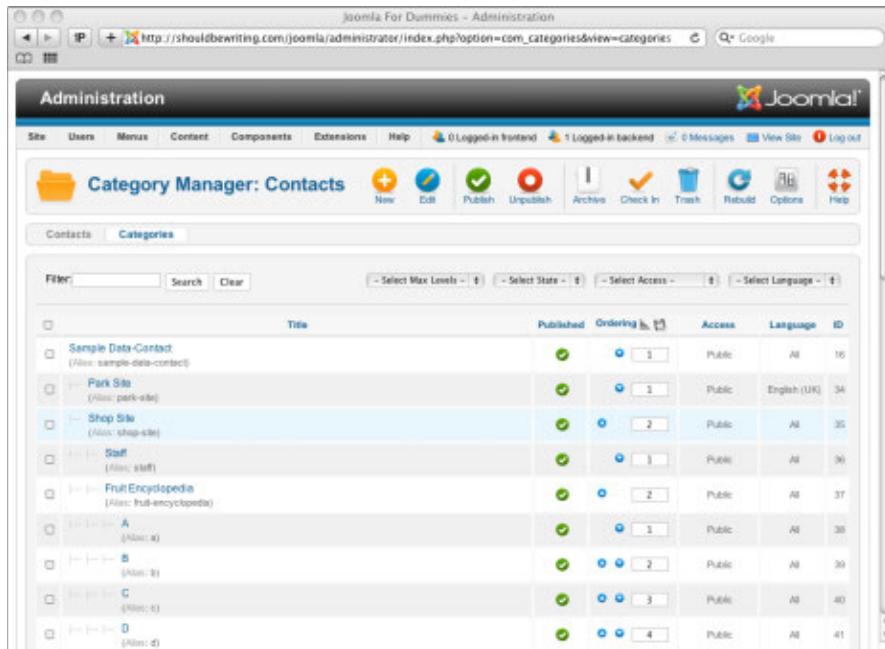 Joomla For Dummies – Administration
http://shouldbewriting.com/joomla/administrator/index.php?option=com_categories&view=categories
Google
Administration
Joomla!
Site Users Menus Content Components Extensions Help 0 Logged-in frontend 1 Logged-in backend 0 Messages View Site Log out
Category Manager: Contacts
New Edit Publish Unpublish Archive Check In Trash Rebuild Options Help
Contacts Categories
Filter: Search Clear - Select Max Levels - - Select State - - Select Access - - Select Language -
Title Published Ordering Access Language ID
Sample Data-Contact 1 Public All 16
(Alias: sample-data-contact)
Park Site 1 Public English (UK) 34
(Alias: park-site)
Shop Site 2 Public All 35
(Alias: shop-site)
Staff 1 Public All 36
(Alias: staff)
Fruit Encyclopedia 2 Public All 37
(Alias: fruit-encyclopedia)
A 1 Public All 38
(Alias: a)
B 2 Public All 39
(Alias: b)
C 3 Public All 40
(Alias: c)
D 4 Public All 41
(Alias: d)